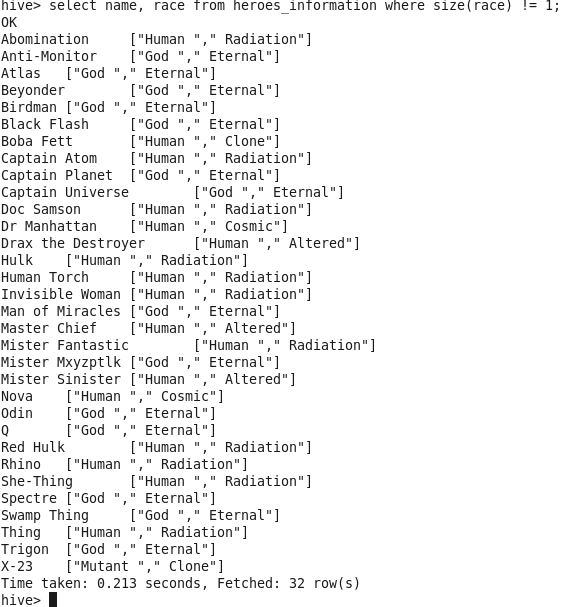 hive> select name, race from heroes_information where size(race) != 1;
OK
Abomination     ["Human "," Radiation"]
Anti-Monitor    ["God "," Eternal"]
Atlas   ["God "," Eternal"]
Beyonder        ["God "," Eternal"]
Birdman ["God "," Eternal"]
Black Flash     ["God "," Eternal"]
Boba Fett       ["Human "," Clone"]
Captain Atom    ["Human "," Radiation"]
Captain Planet  ["God "," Eternal"]
Captain Universe        ["God "," Eternal"]
Doc Samson      ["Human "," Radiation"]
Dr Manhattan    ["Human "," Cosmic"]
Drax the Destroyer      ["Human "," Altered"]
Hulk    ["Human "," Radiation"]
Human Torch     ["Human "," Radiation"]
Invisible Woman ["Human "," Radiation"]
Man of Miracles ["God "," Eternal"]
Master Chief    ["Human "," Altered"]
Mister Fantastic        ["Human "," Radiation"]
Mister Mxyzptlk ["God "," Eternal"]
Mister Sinister ["Human "," Altered"]
Nova    ["Human "," Cosmic"]
Odin    ["God "," Eternal"]
Q       ["God "," Eternal"]
Red Hulk        ["Human "," Radiation"]
Rhino   ["Human "," Radiation"]
She-Thing       ["Human "," Radiation"]
Spectre ["God "," Eternal"]
Swamp Thing     ["God "," Eternal"]
Thing   ["Human "," Radiation"]
Trigon  ["God "," Eternal"]
X-23    ["Mutant "," Clone"]
Time taken: 0.213 seconds, Fetched: 32 row(s)
hive>